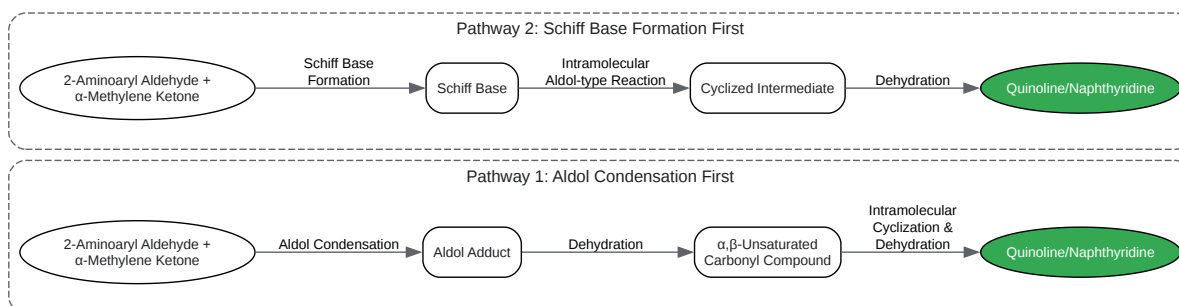 Pathway 2: Schiff Base Formation First
2-Aminoaryl Aldehyde +
α-Methylene Ketone
Schiff Base
Formation
Schiff Base
Intramolecular
Aldol-type Reaction
Cyclized Intermediate
Dehydration
Quinoline/Naphthyridine
Pathway 1: Aldol Condensation First
2-Aminoaryl Aldehyde +
α-Methylene Ketone
Aldol Condensation
Aldol Adduct
Dehydration
α,β-Unsaturated
Carbonyl Compound
Intramolecular
Cyclization &
Dehydration
Quinoline/Naphthyridine